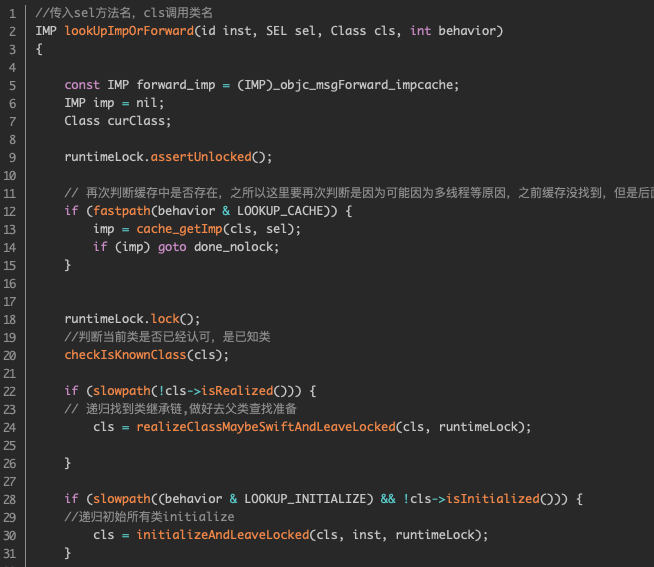 1 //传入sel方法名，cls调用类名
2 IMP lookUpImpOrForward(id inst, SEL sel, Class cls, int behavior)
3 {
4
5 const IMP forward_imp = (IMP)_objc_msgForward_impcache;
6 IMP imp = nil;
7 Class curClass;
8
9 runtimeLock.assertUnlocked();
10
11 // 再次判断缓存中是否存在，之所以这里要再次判断是因为可能因为多线程等原因，之前缓存没找到，但是后面
12 if (fastpath(behavior & LOOKUP_CACHE)) {
13 imp = cache_getImp(cls, sel);
14 if (imp) goto done_nolock;
15 }
16
17
18 runtimeLock.lock();
19 //判断当前类是否已经认可，是已知类
20 checkIsKnownClass(cls);
21
22 if (slowpath(!cls->isRealized())) {
23 // 递归找到类继承链,做好去父类查找准备
24 cls = realizeClassMaybeSwiftAndLeaveLocked(cls, runtimeLock);
25
26 }
27
28 if (slowpath((behavior & LOOKUP_INITIALIZE) && !cls->isInitialized())) {
29 //递归初始所有类initialize
30 cls = initializeAndLeaveLocked(cls, inst, runtimeLock);
31 }